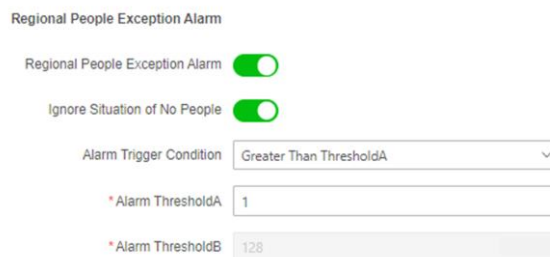 Regional People Exception Alarm
Regional People Exception Alarm
Ignore Situation of No People
Alarm Trigger Condition Greater Than ThresholdA
* Alarm ThresholdA 1
* Alarm ThresholdB 128